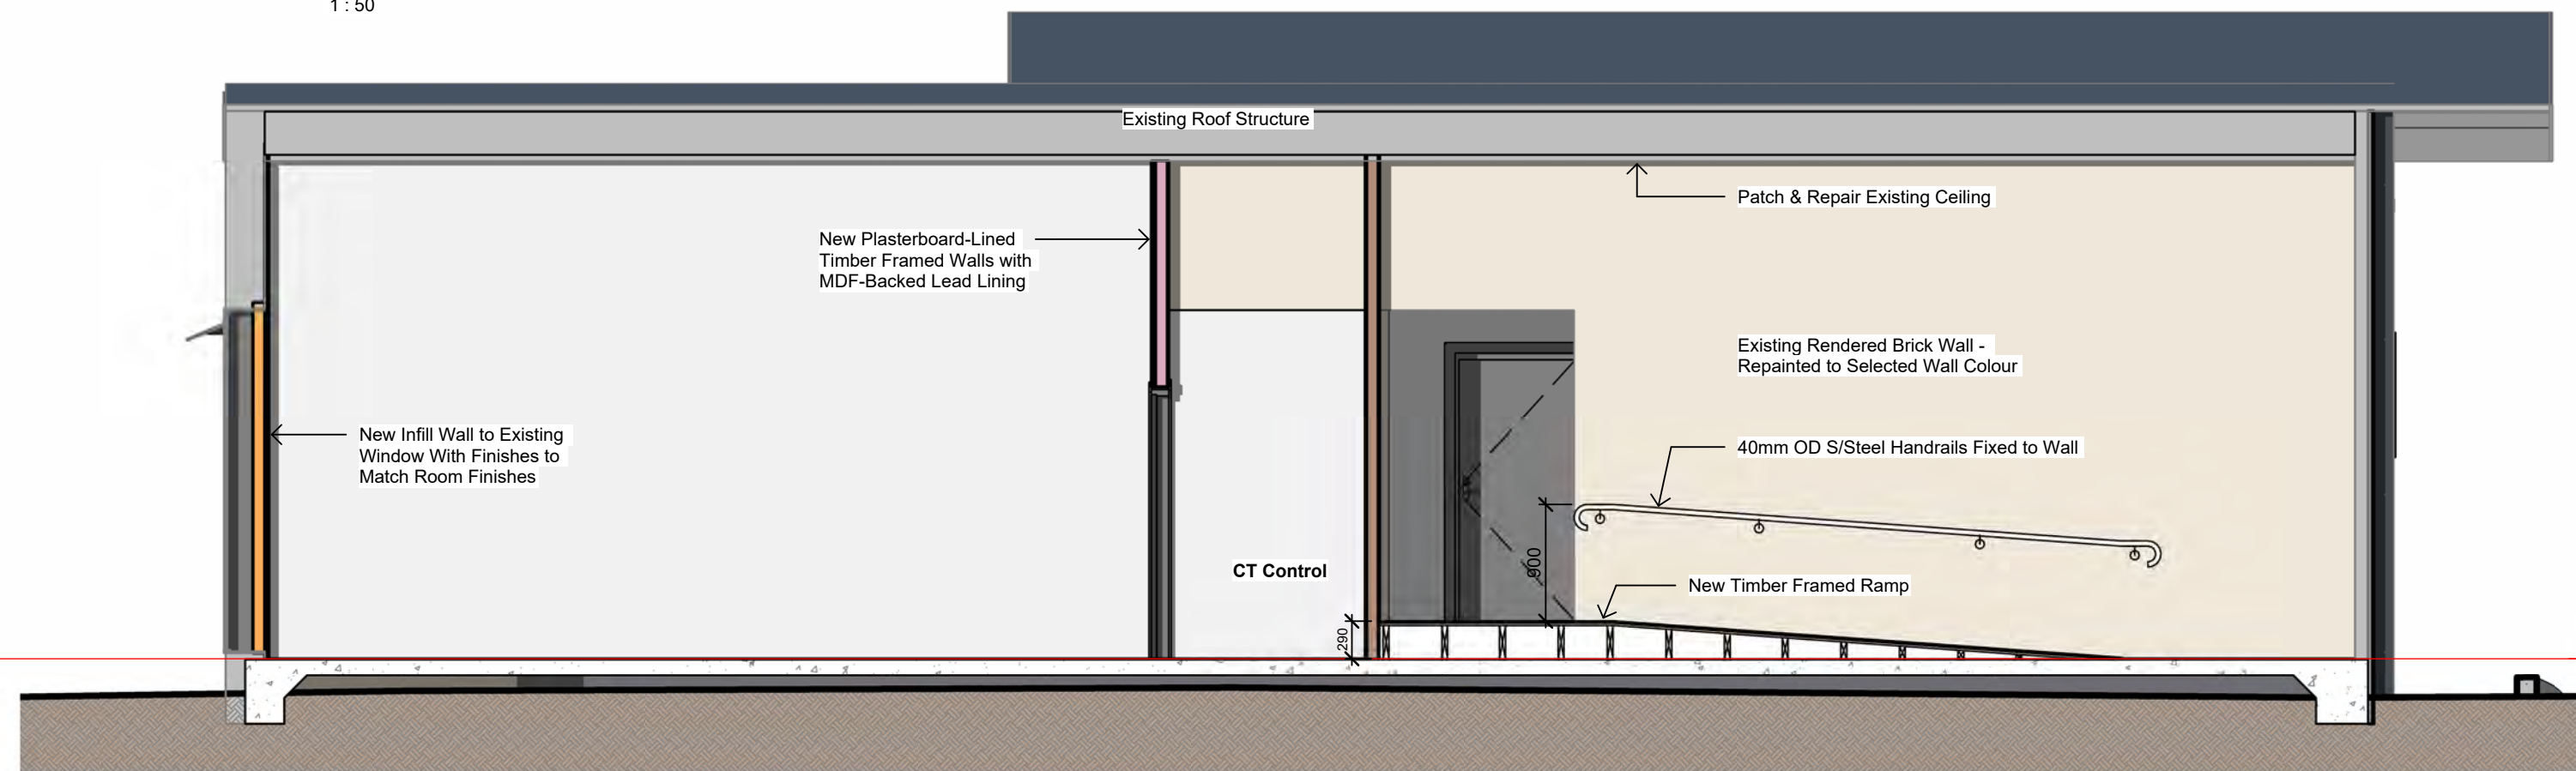 1 : 50
Existing Roof Structure
Patch & Repair Existing Ceiling
New Plasterboard-Lined
Timber Framed Walls with
MDF-Backed Lead Lining
Existing Rendered Brick Wall -
Repainted to Selected Wall Colour
New Infill Wall to Existing
Window With Finishes to
Match Room Finishes
40mm OD S/Steel Handrails Fixed to Wall
CT Control
900
New Timber Framed Ramp
290